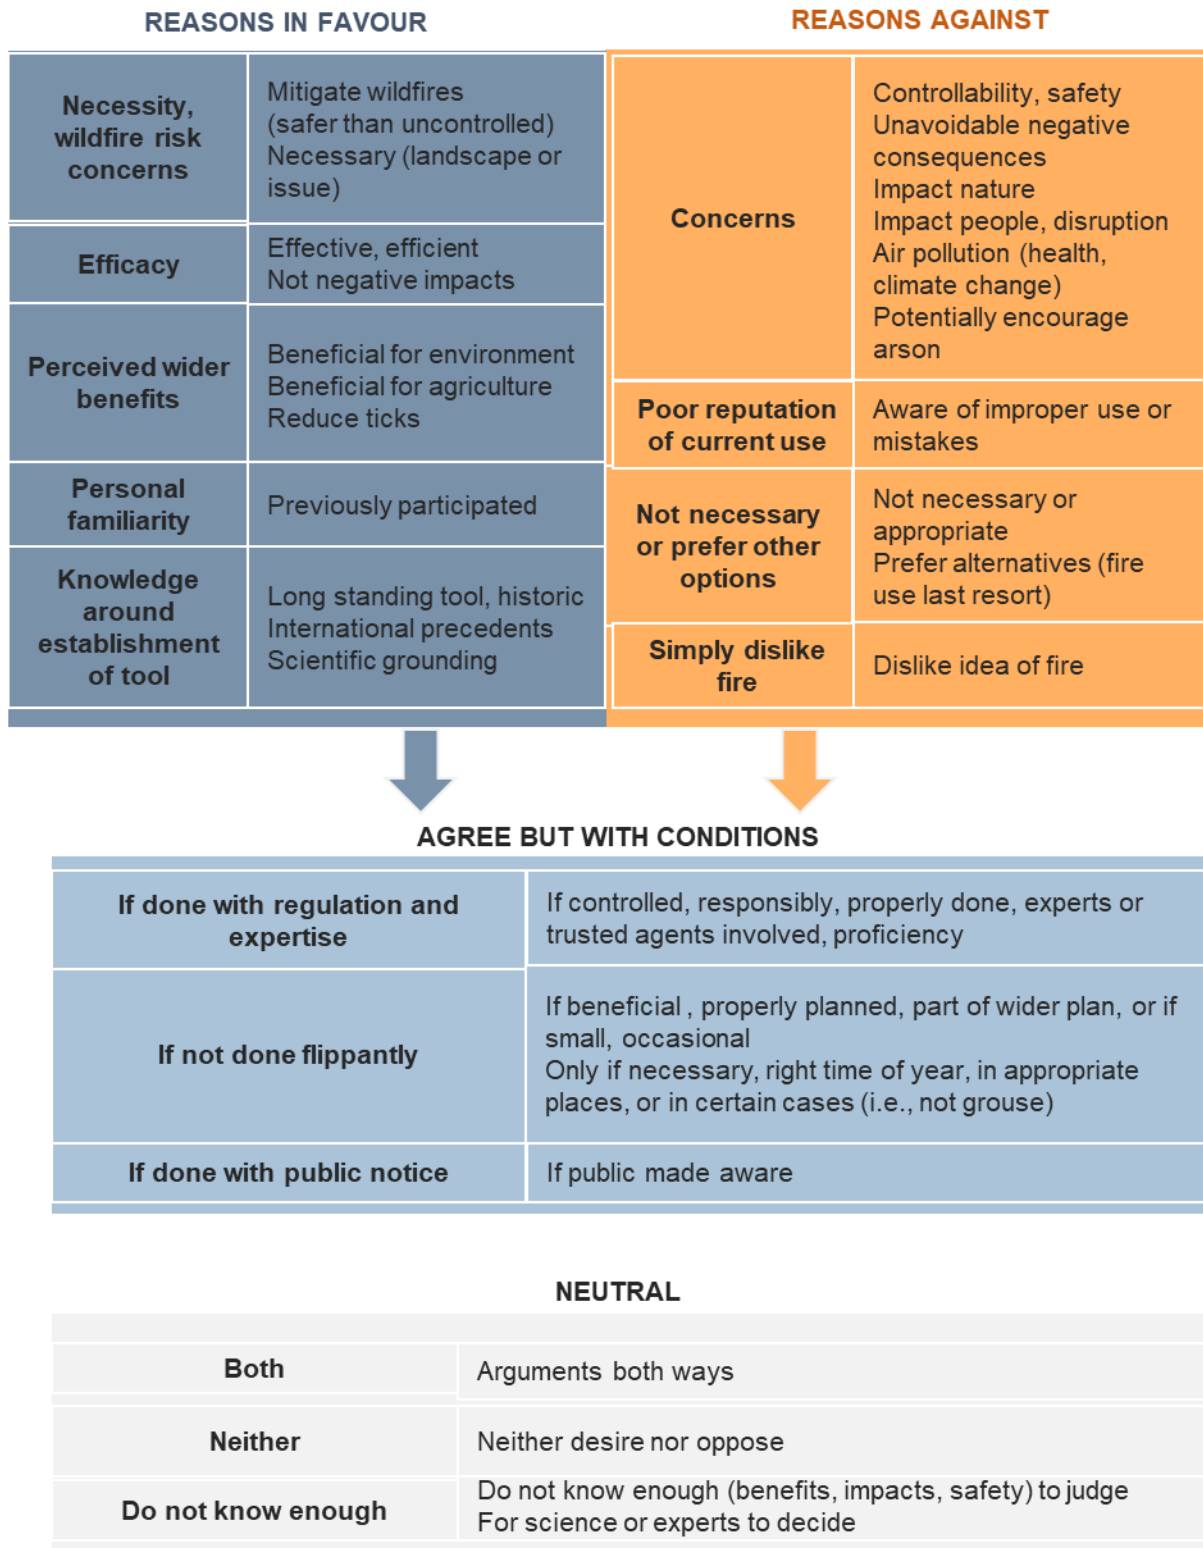 REASONS IN FAVOUR
Necessity,
wildfire risk
concerns
Mitigate wildfires
(safer than uncontrolled)
Necessary (landscape or
issue)
Efficacy
Effective, efficient
Not negative impacts
Perceived wider
benefits
Beneficial for environment
Beneficial for agriculture
Reduce ticks
Personal
familiarity
Previously participated
Knowledge
around
establishment
of tool
Long standing tool, historic
International precedents
Scientific grounding
REASONS AGAINST
Concerns
Controllability, safety
Unavoidable negative
consequences
Impact nature
Impact people, disruption
Air pollution (health,
climate change)
Potentially encourage
arson
Poor reputation
of current use
Aware of improper use or
mistakes
Not necessary
or prefer other
options
Not necessary or
appropriate
Prefer alternatives (fire
use last resort)
Simply dislike
fire
Dislike idea of fire
AGREE BUT WITH CONDITIONS
If done with regulation and
expertise
If controlled, responsibly, properly done, experts or
trusted agents involved, proficiency
If not done flippantly
If beneficial , properly planned, part of wider plan, or if
small, occasional
Only if necessary, right time of year, in appropriate
places, or in certain cases (i.e., not grouse)
If done with public notice
If public made aware
NEUTRAL
Both
Arguments both ways
Neither
Neither desire nor oppose
Do not know enough
Do not know enough (benefits, impacts, safety) to judge
For science or experts to decide